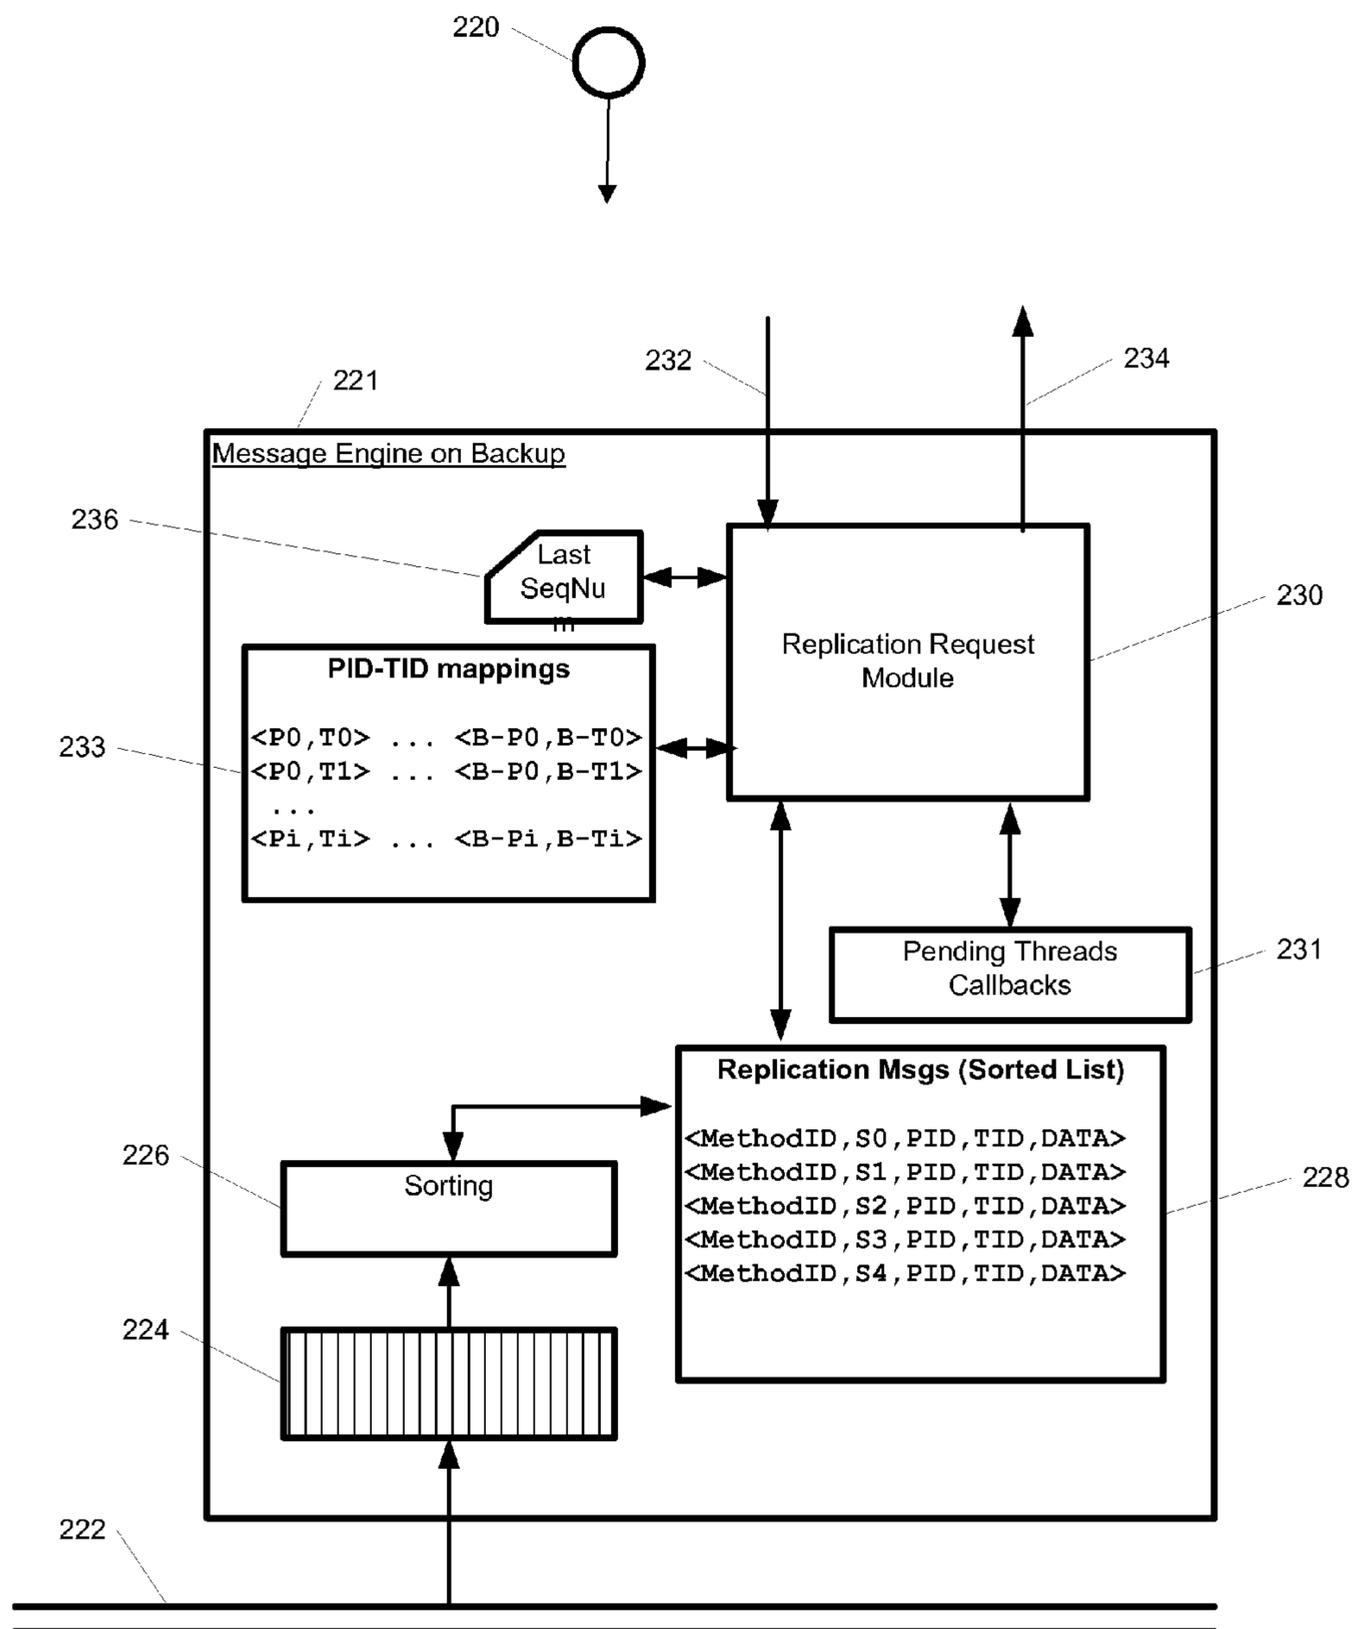 220
232
234
221
Message Engine on Backup
236
Last
SeqNu
m
230
Replication Request
Module
PID-TID mappings
233
<P0,T0> ... <B-P0,B-T0>
<P0,T1> ... <B-P0,B-T1>
...
<Pi,Ti> ... <B-Pi,B-Ti>
Pending Threads
Callbacks
231
Replication Msgs (Sorted List)
<MethodID,S0,PID,TID,DATA>
<MethodID,S1,PID,TID,DATA>
<MethodID,S2,PID,TID,DATA>
<MethodID,S3,PID,TID,DATA>
<MethodID,S4,PID,TID,DATA>
228
226
Sorting
224
222